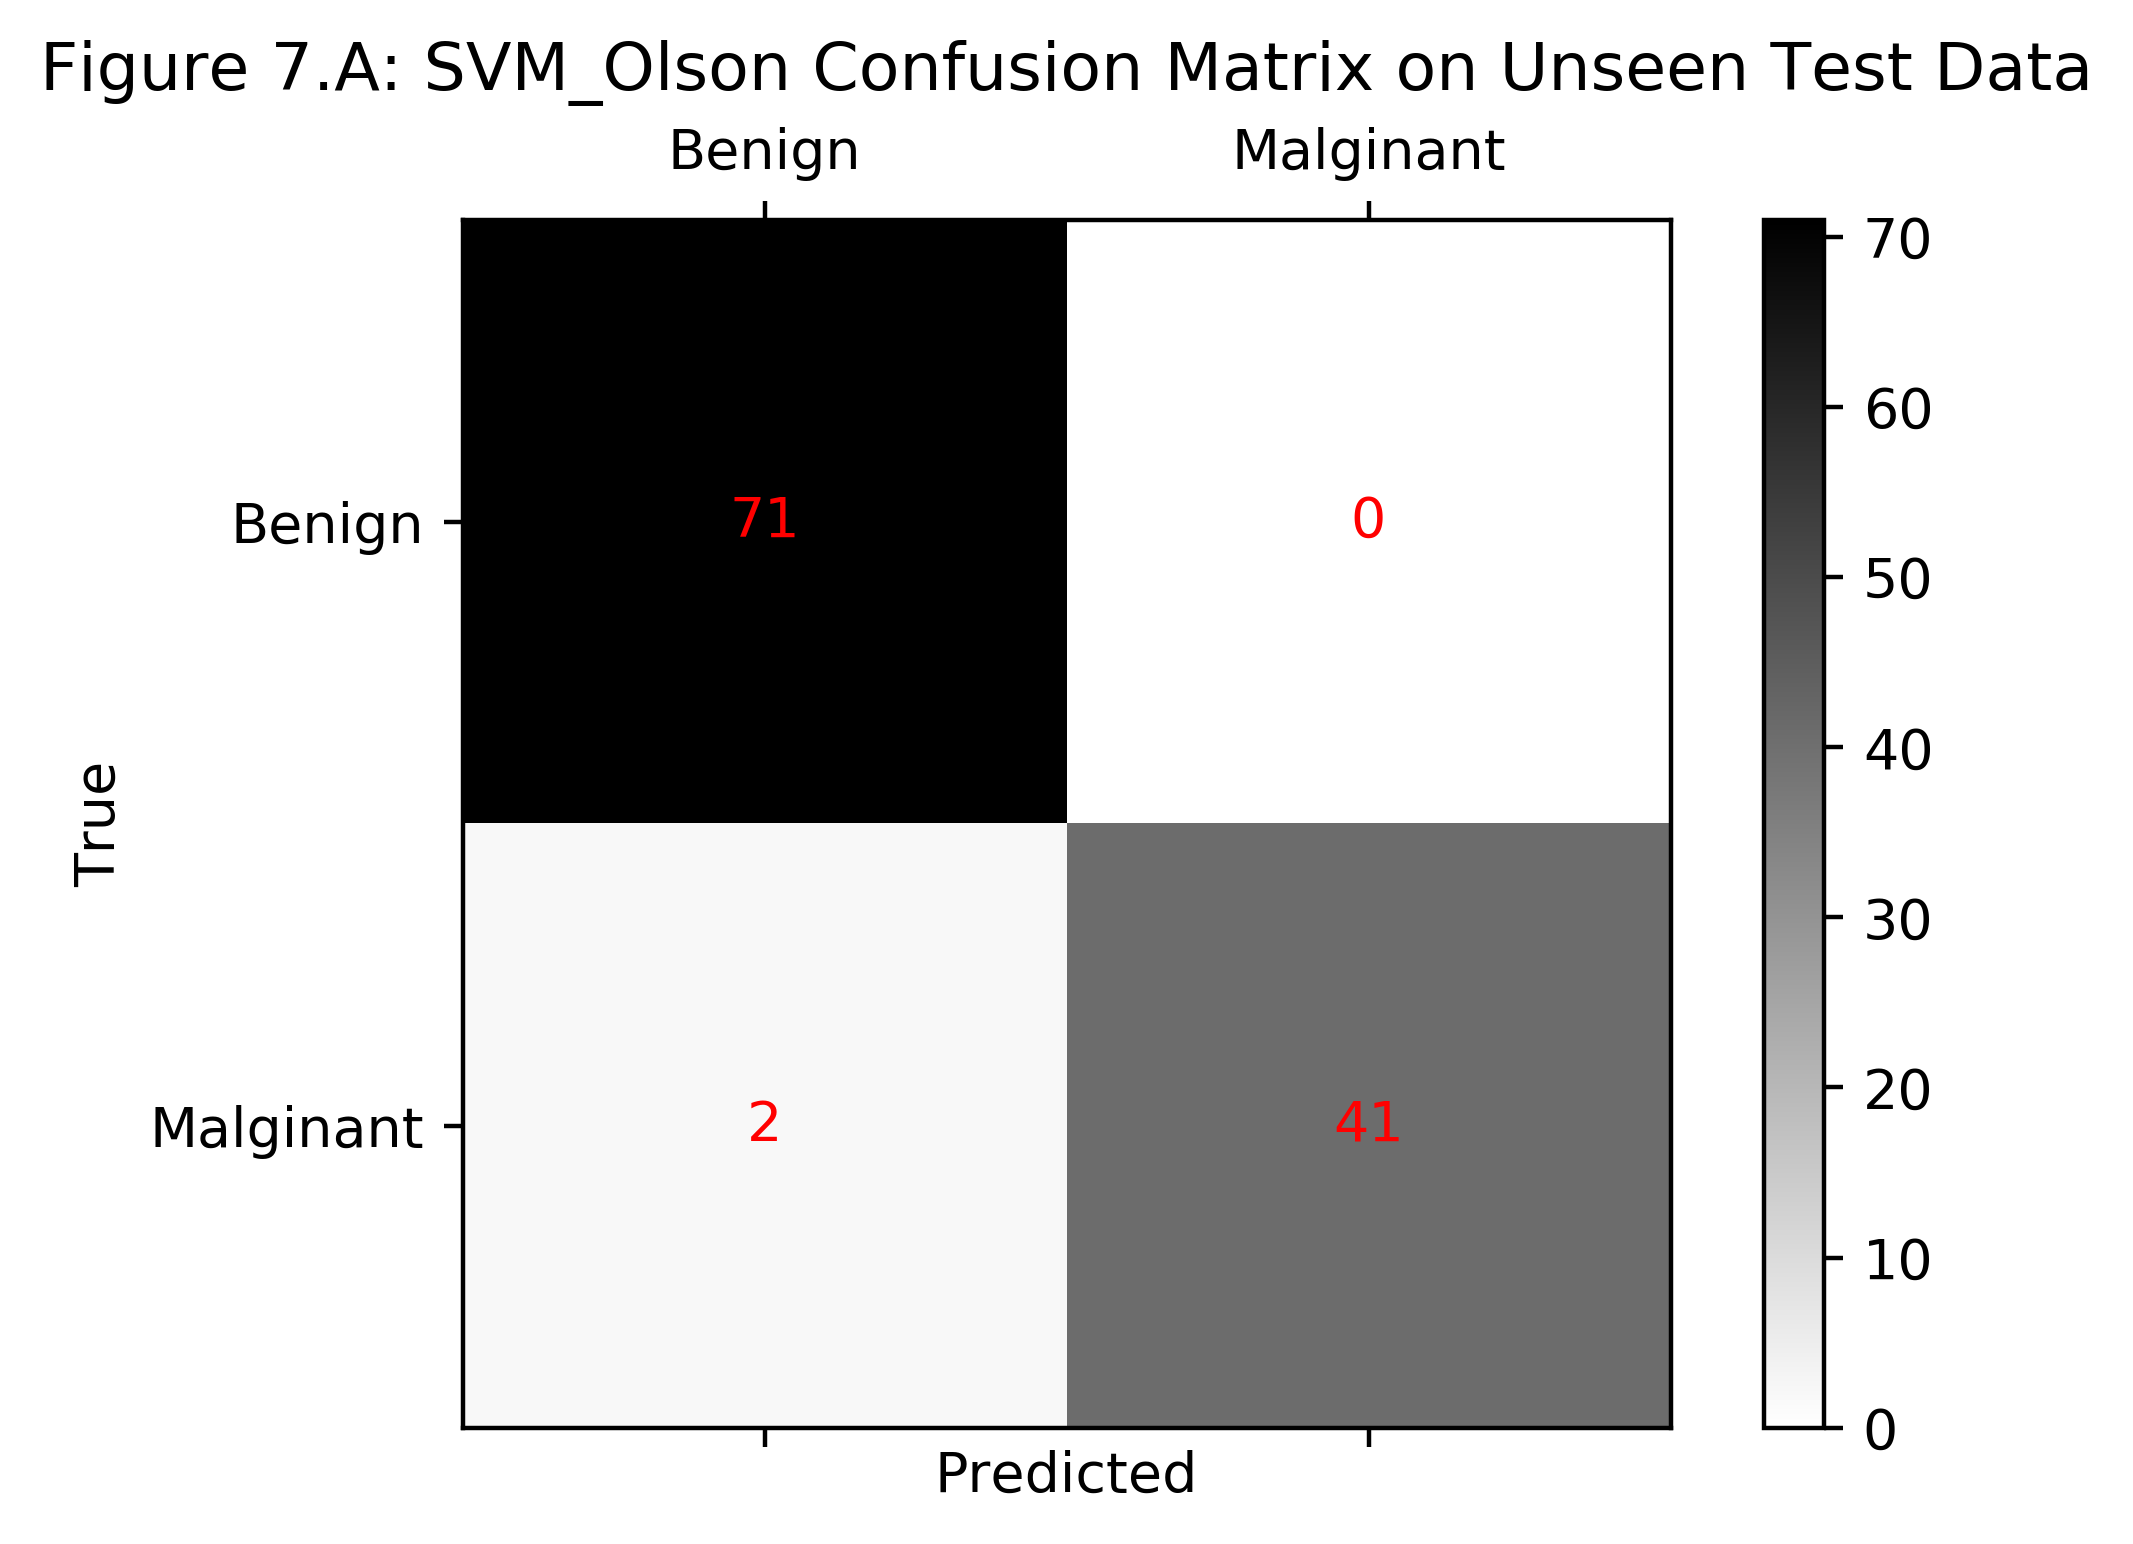 Figure 7.A: SVM_Olson Confusion Matrix on Unseen Test Data
Benign Malginant
70
60
50
40
30
20
10
0
Benign 71 0
True
Malginant 2 41
Predicted